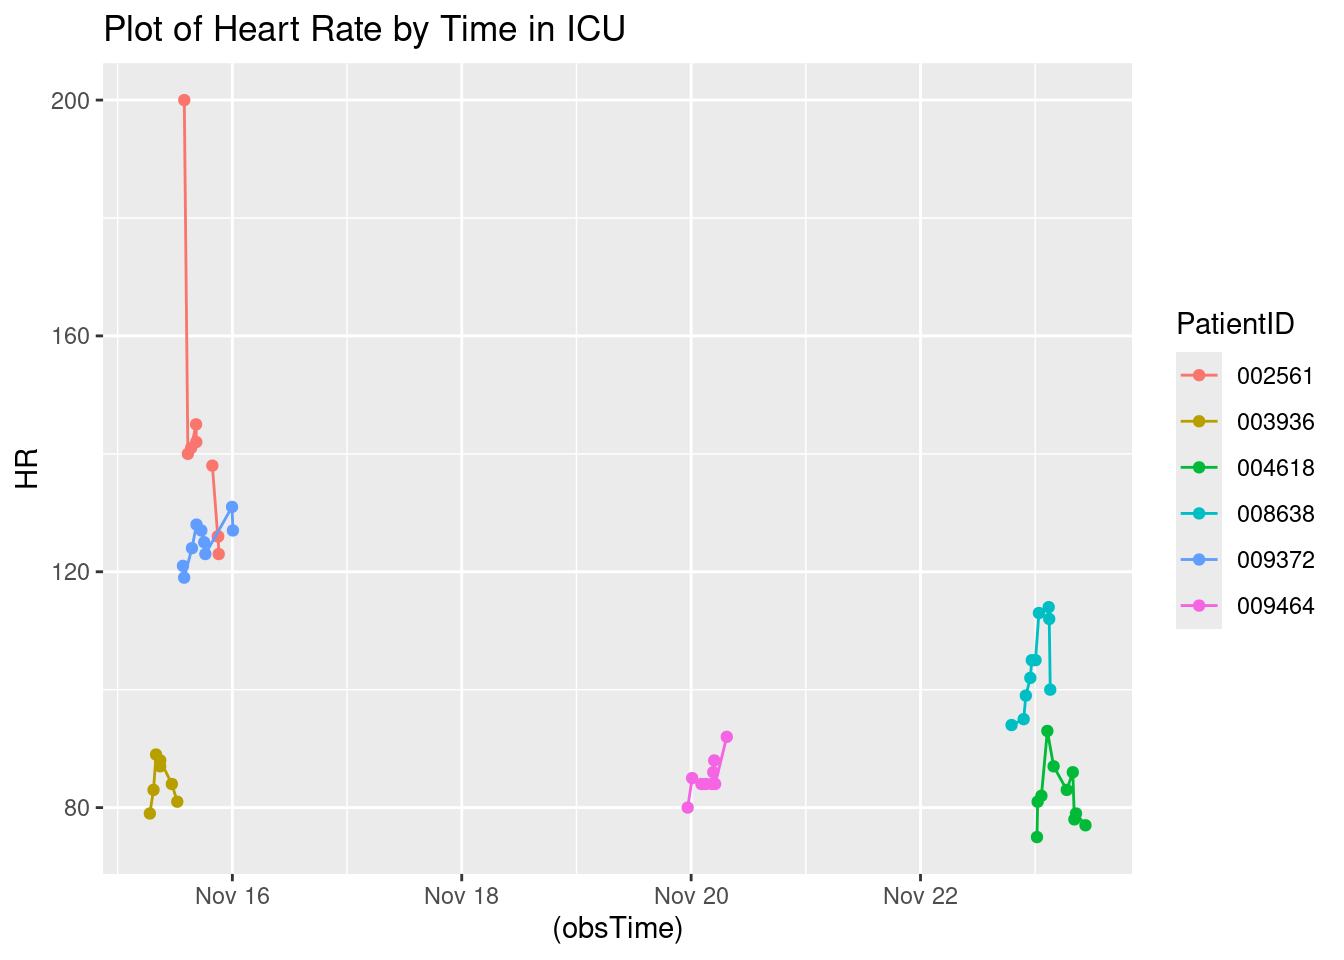 Plot of Heart Rate by Time in ICU
200
160
120
80
HR
Nov 16
Nov 18
Nov 20
Nov 22
(obsTime)
PatientID
002561
003936
004618
008638
009372
009464